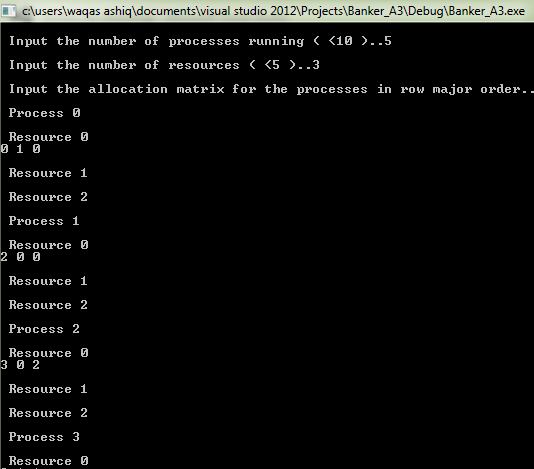 c:\users\waqas ashiq\documents\visual studio 2012\Projects\Banker_A3\Debug\Banker_A3.exe
Input the number of processes running ( <10 )..5
Input the number of resources ( <5 )..3
Input the allocation matrix for the processes in row major order..
Process 0
Resource 0
0 1 0
Resource 1
Resource 2
Process 1
Resource 0
2 0 0
Resource 1
Resource 2
Process 2
Resource 0
3 0 2
Resource 1
Resource 2
Process 3
Resource 0